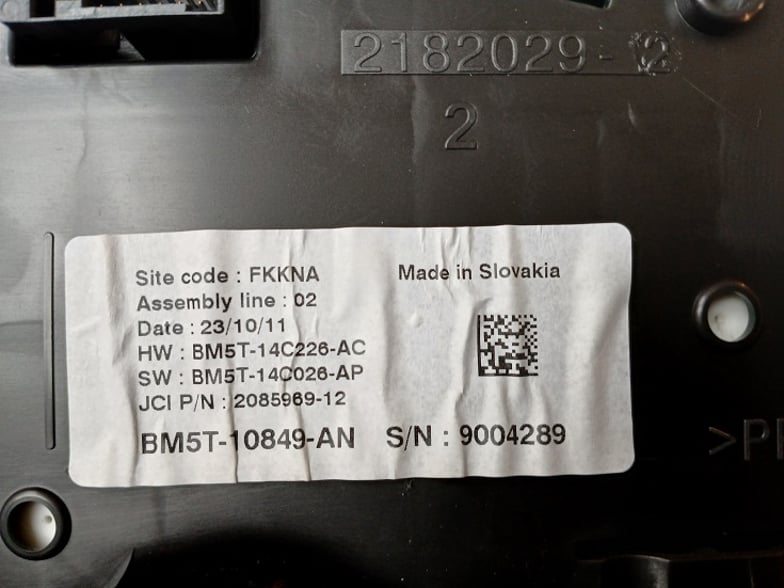 2182029-2
2
Site code : FKKNA
Made in Slovakia
Assembly line : 02
Date : 23/10/11
HW : BM5T-14C226-AC
SW : BM5T-14C026-AP
JCI P/N : 2085969-12
BM5T-10849-AN S/N : 9004289